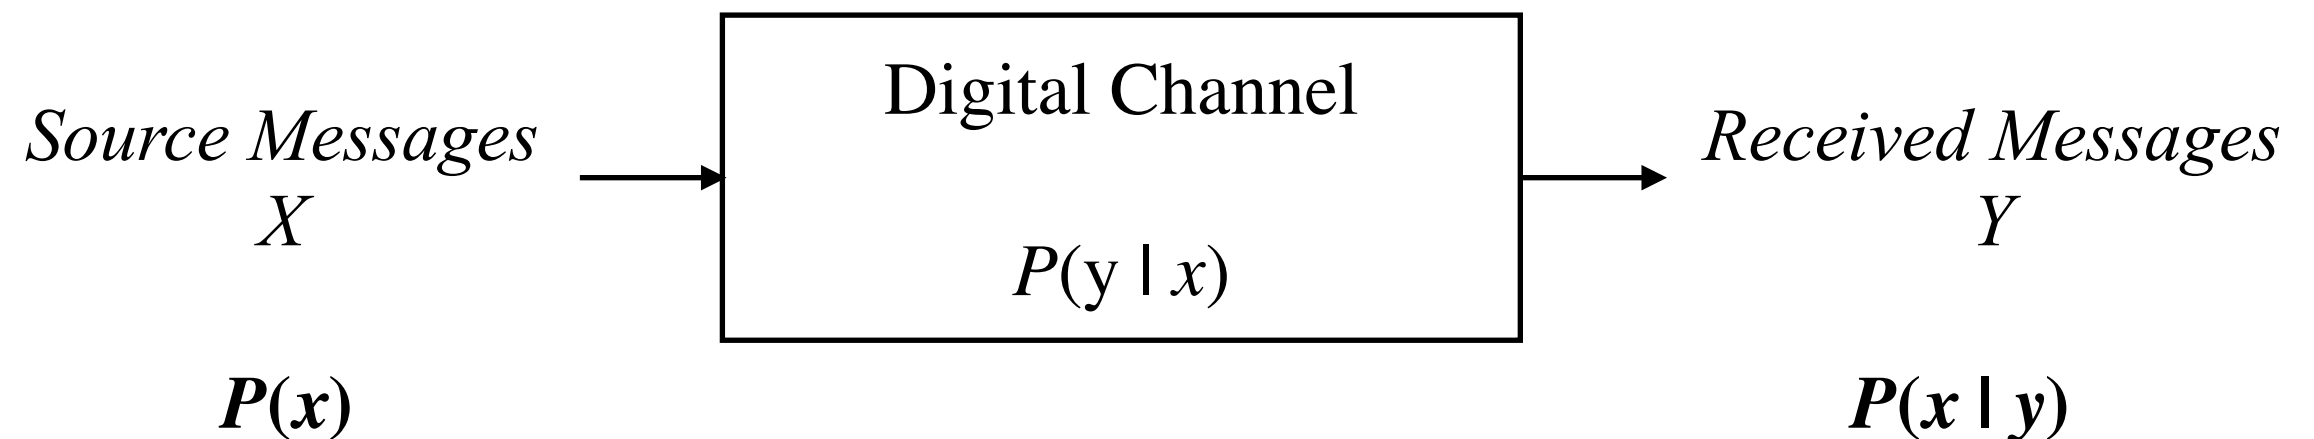 Source Messages
X
P(x)
Digital Channel
P(y | x)
Received Messages
Y
P(x | y)